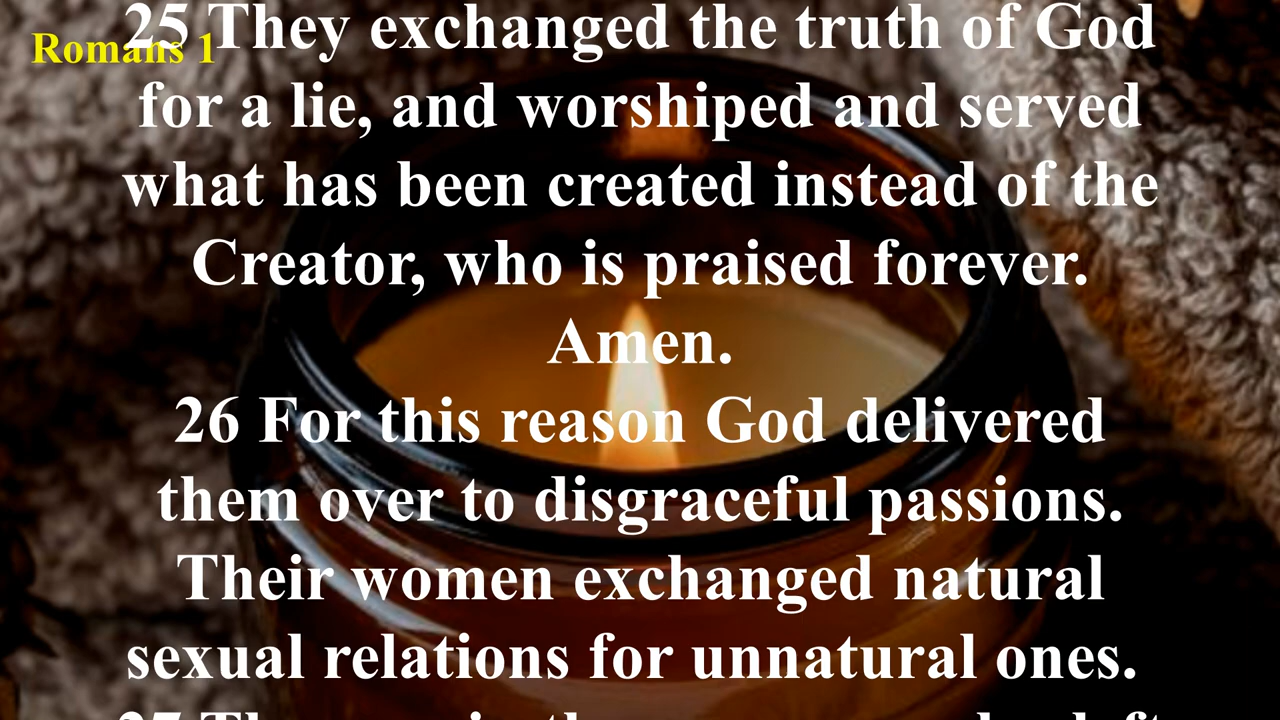 Romans 1
25 They exchanged the truth of God
for a lie, and worshiped and served
what has been created instead of the
Creator, who is praised forever.
Amen.
26 For this reason God delivered
them over to disgraceful passions.
Their women exchanged natural
sexual relations for unnatural ones.
27